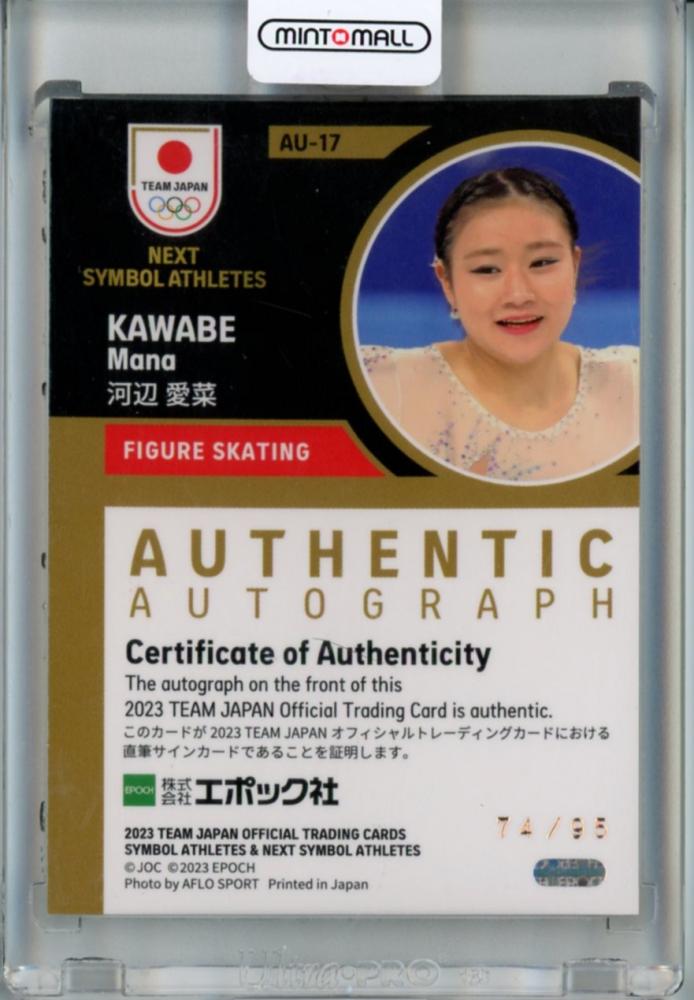 MINTMALL
AU-17
TEAM JAPAN
NEXT
SYMBOL ATHLETES
KAWABE
Mana
河辺 愛菜
FIGURE SKATING
AUTHENTIC
AUTOGRAPH
Certificate of Authenticity
The autograph on the front of this
2023 TEAM JAPAN Official Trading Card is authentic.
このカードが 2023 TEAM JAPAN オフィシャルトレーディングカードにおける
直筆サインカードであることを証明します。
EPOCH 株式会社エポック社
74/95
2023 TEAM JAPAN OFFICIAL TRADING CARDS
SYMBOL ATHLETES & NEXT SYMBOL ATHLETES
©JOC ©2023 EPOCH
Photo by AFLO SPORT Printed in Japan
Ultra PRO